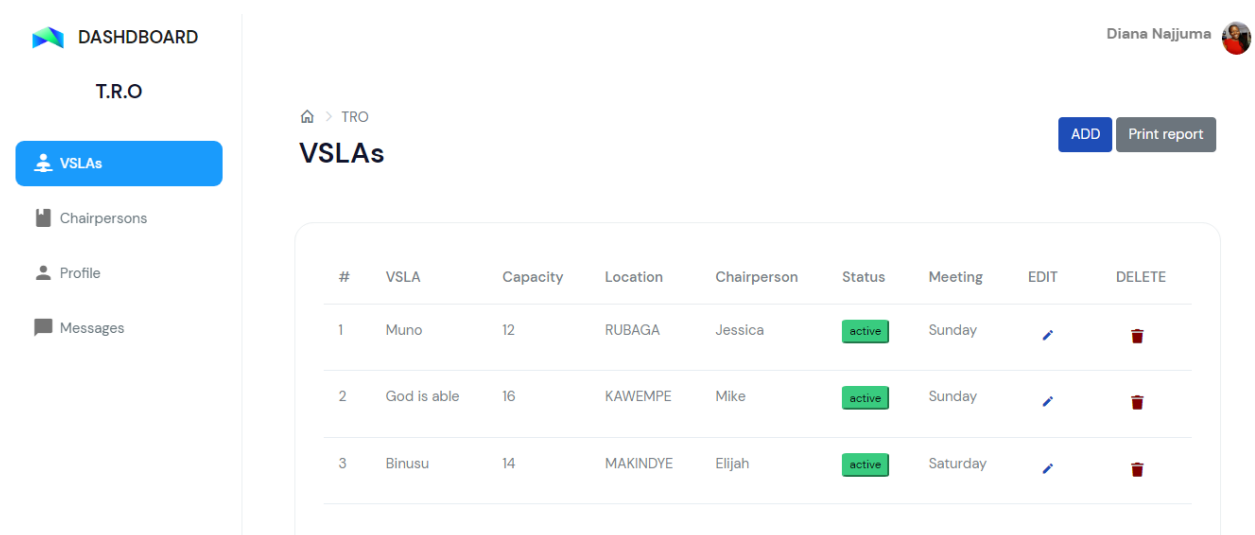 DASHDBOARD
Diana Najjuma
T.R.O
TRO
VSLAs
ADD
Print report
VSLAs
Chairpersons
Profile
Messages
# VSLA Capacity Location Chairperson Status Meeting EDIT DELETE
1 Muno 12 RUBAGA Jessica active Sunday
2 God is able 16 KAWEMPE Mike active Sunday
3 Binusu 14 MAKINDYE Elijah active Saturday